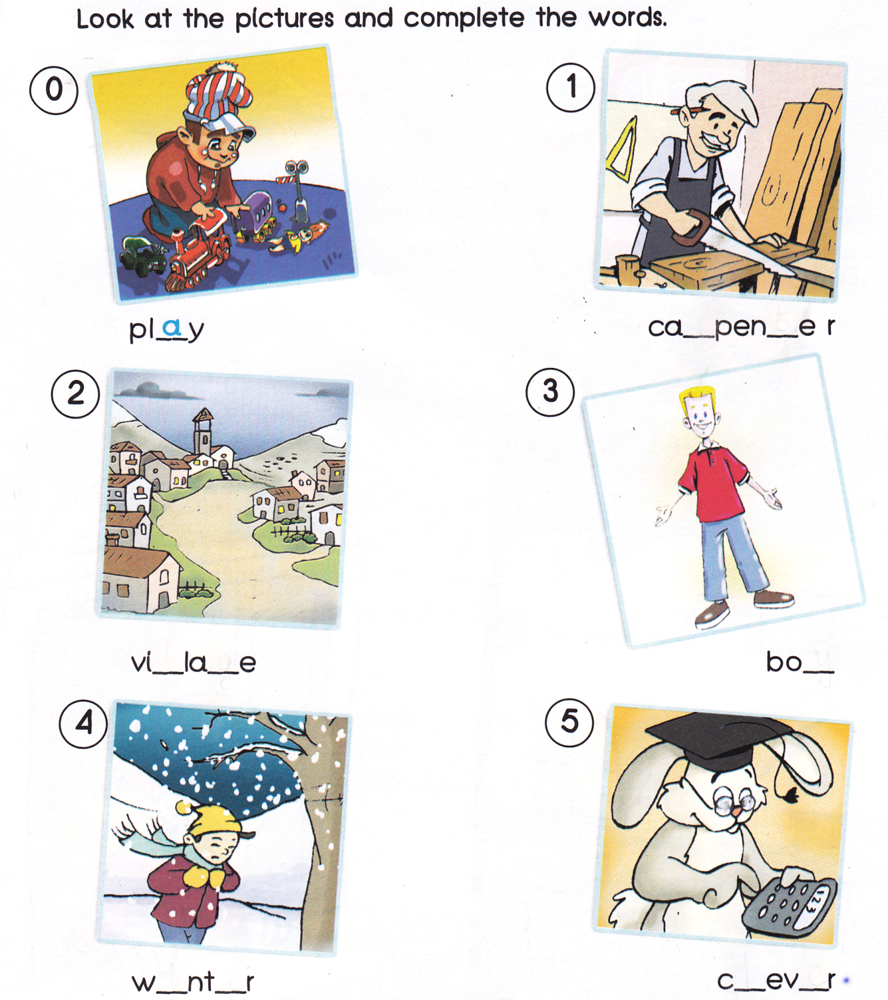 Look at the pictures and complete the words.
0
1
pl_a_y
ca__pen__e r
2
3
vi__la__e
bo__
4
5
123
w__nt__r
c__ev__r